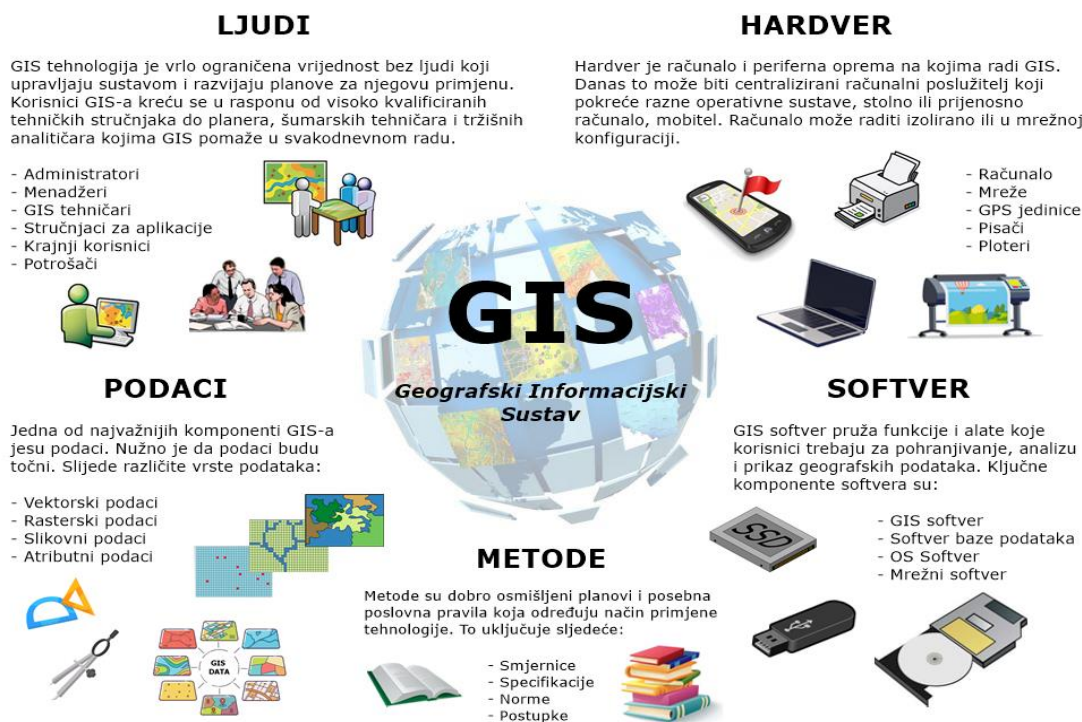 LJUDI
GIS tehnologija je vrlo ograničena vrijednost bez ljudi koji
upravljaju sustavom i razvijaju planove za njegovu primjenu.
Korisnici GIS-a kreću se u rasponu od visoko kvalificiranih
tehničkih stručnjaka do planera, šumarskih tehničara i tržišnih
analitičara kojima GIS pomaže u svakodnevnom radu.
- Administratori
- Menadžeri
- GIS tehničari
- Stručnjaci za aplikacije
- Krajnji korisnici
- Potrošači
HARDVER
Hardver je računalo i periferna oprema na kojima radi GIS.
Danas to može biti centralizirani računalni poslužitelj koji
pokreće razne operativne sustave, stolno ili prijenosno
računalo, mobitel. Računalo može raditi izolirano ili u mrežnoj
konfiguraciji.
- Računalo
- Mreže
- GPS jedinice
- Pisači
- Ploteri
GIS
Geografski Informacijski
Sustav
PODACI
Jedna od najvažnijih komponenti GIS-a
jesu podaci. Nužno je da podaci budu
točni. Slijede različite vrste podataka:
- Vektorski podaci
- Rasterski podaci
- Slikovni podaci
- Atributni podaci
GIS
DATA
METODE
Metode su dobro osmišljeni planovi i posebna
poslovna pravila koja određuju način primjene
tehnologije. To uključuje sljedeće:
- Smjernice
- Specifikacije
- Norme
- Postupke
SOFTVER
GIS softver pruža funkcije i alate koje
korisnici trebaju za pohranjivanje, analizu
i prikaz geografskih podataka. Ključne
komponente softvera su:
- GIS softver
- Softver baze podataka
- OS Softver
- Mrežni softver
SSD